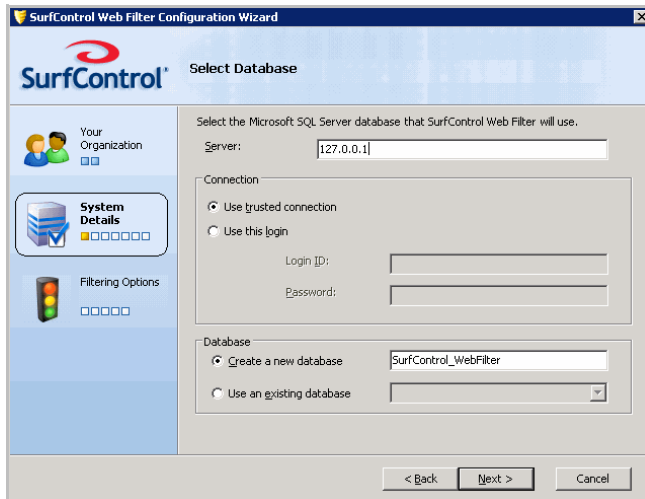 SurfControl Web Filter Configuration Wizard
SurfControl
Select Database
Your
Organization
System
Details
Filtering Options
Select the Microsoft SQL Server database that SurfControl Web Filter will use.
Server: 127.0.0.1
Connection
Use trusted connection
Use this login
Login ID:
Password:
Database
Create a new database SurfControl_WebFilter
Use an existing database
< Back Next > Cancel